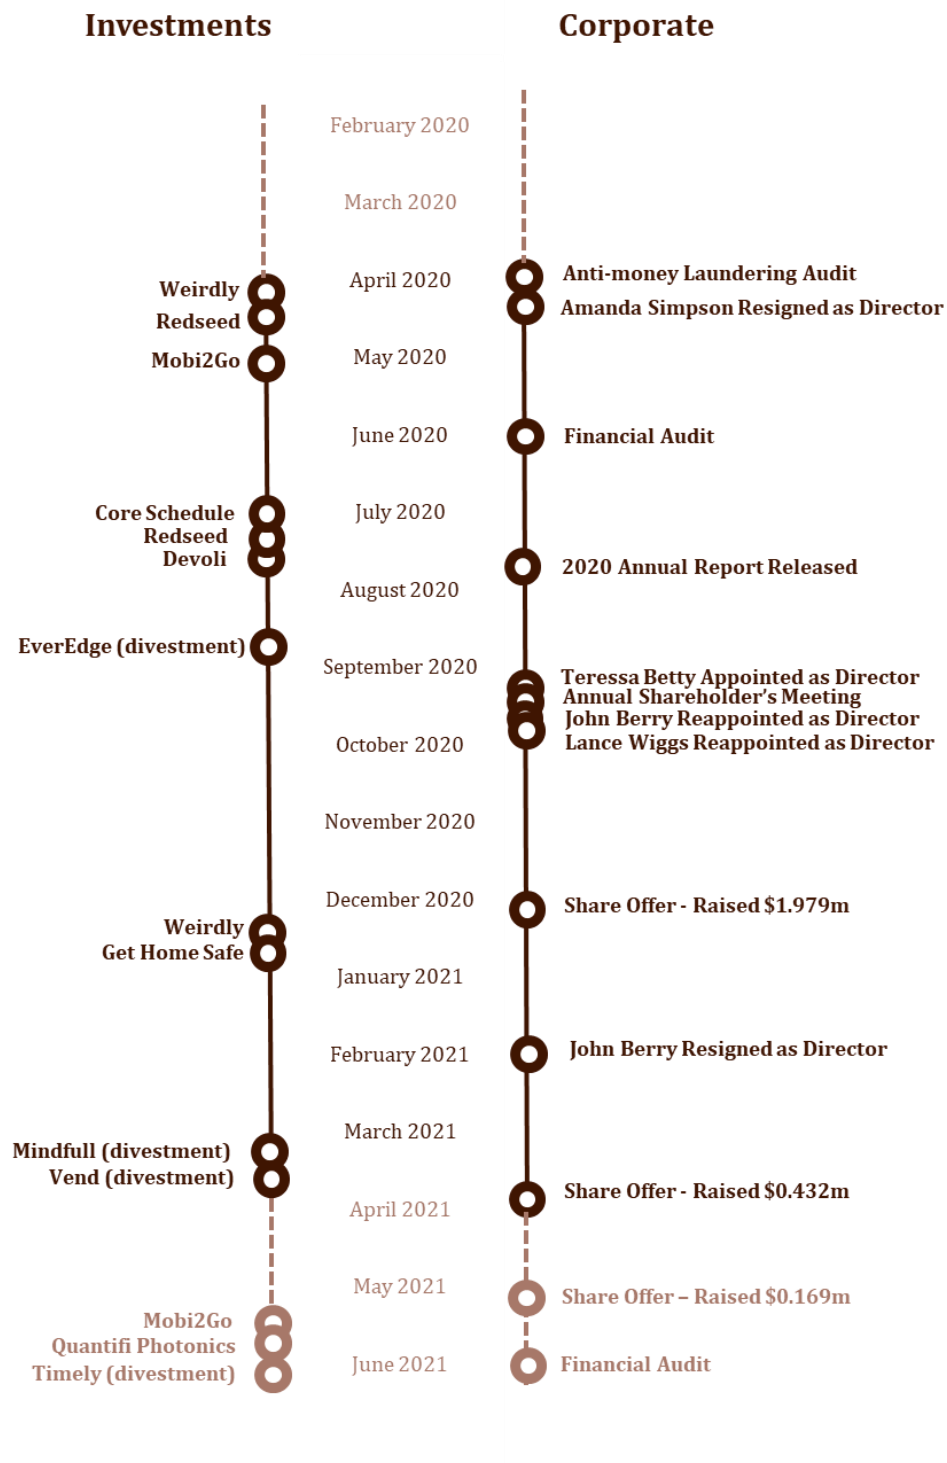 Investments
Corporate
February 2020
March 2020
Anti-money Laundering Audit
April 2020
Weirdly
Amanda Simpson Resigned as Director
Redseed
Mobi2Go
May 2020
June 2020
Financial Audit
Core Schedule
July 2020
Redseed
Devoli
2020 Annual Report Released
August 2020
EverEdge (divestment)
September 2020
Teressa Betty Appointed as Director
Annual Shareholder's Meeting
John Berry Reappointed as Director
Lance Wiggs Reappointed as Director
October 2020
November 2020
December 2020
Share Offer - Raised $1.979m
Weirdly
Get Home Safe
January 2021
John Berry Resigned as Director
February 2021
March 2021
Mindfull (divestment)
Vend (divestment)
Share Offer - Raised $0.432m
April 2021
May 2021
Share Offer – Raised $0.169m
Mobi2Go
Quantifi Photonics
June 2021
Financial Audit
Timely (divestment)